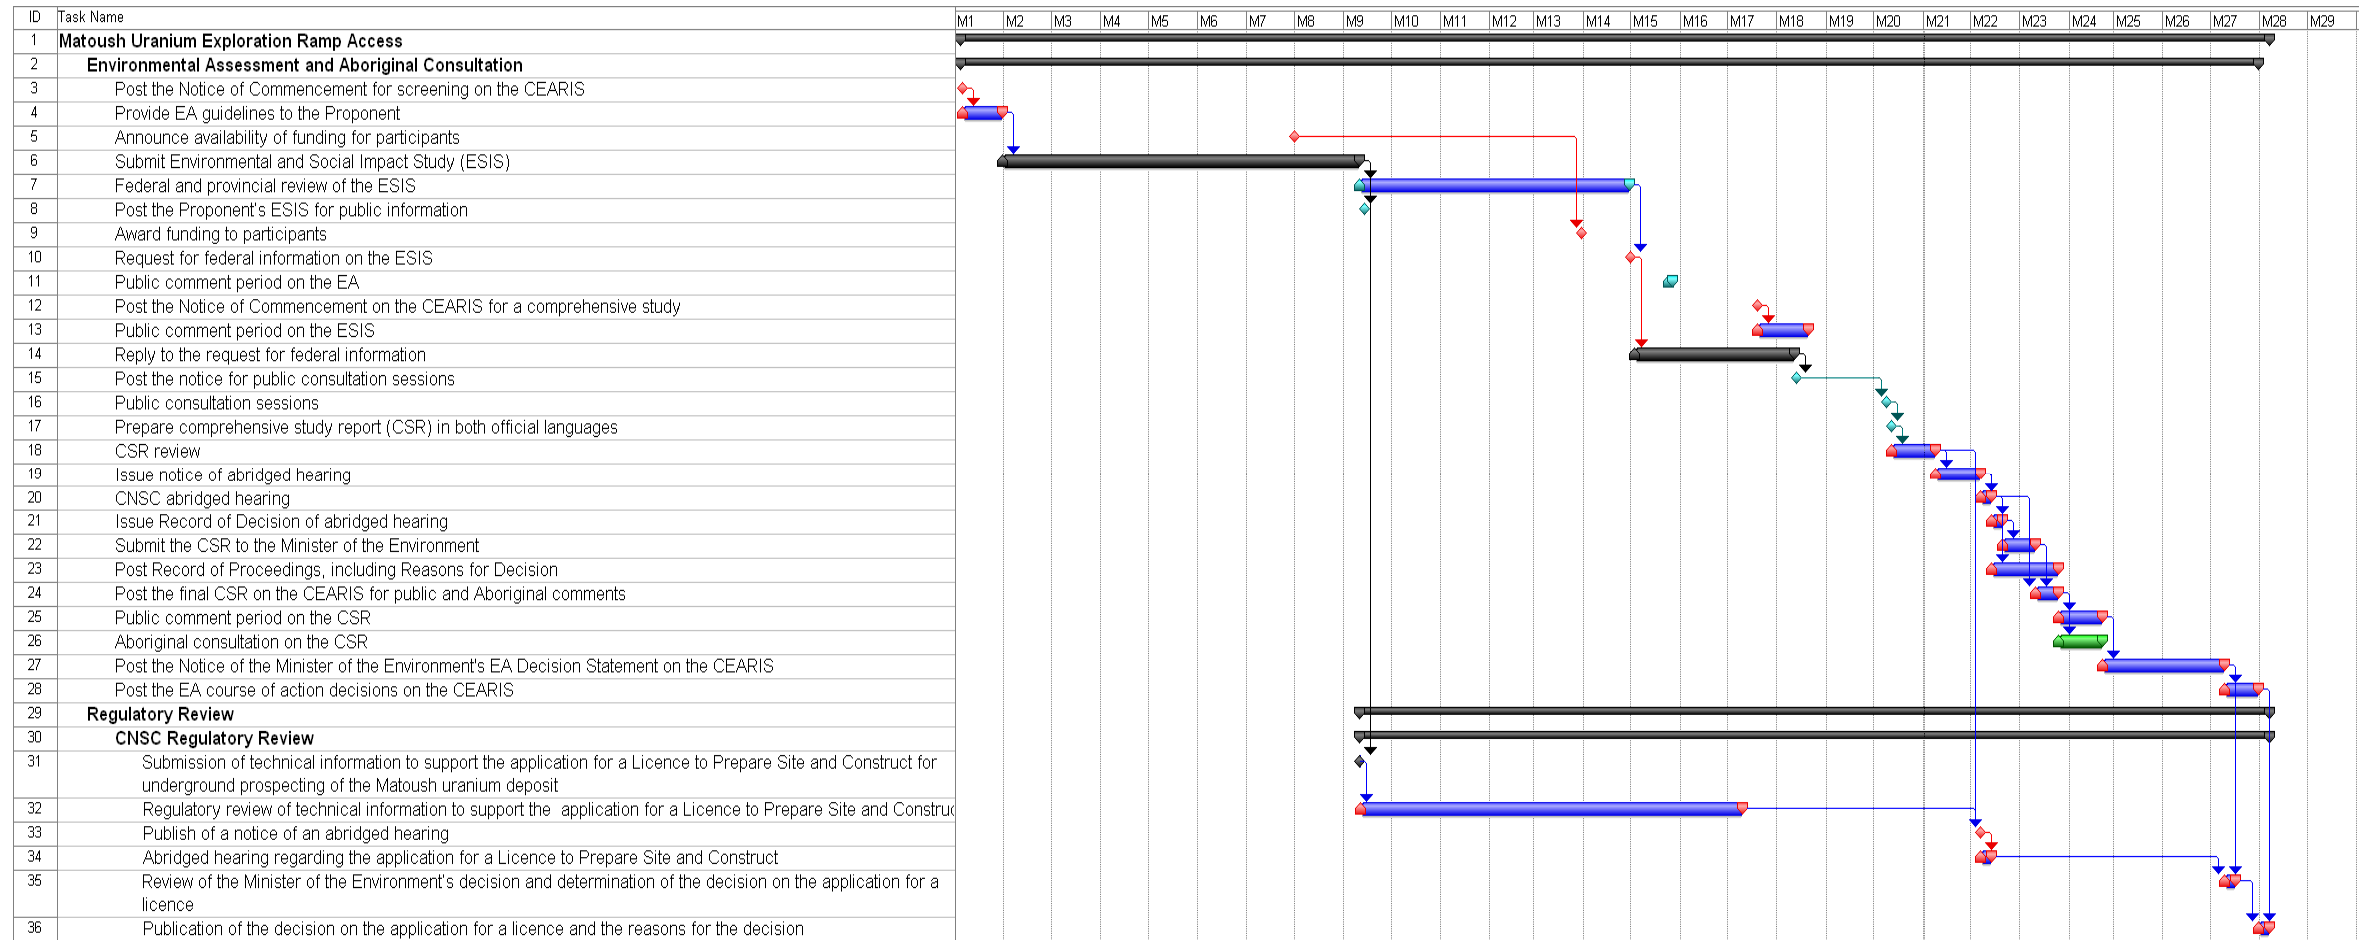 ID Task Name M1 M2 M3 M4 M5 M6 M7 M8 M9 M10 M11 M12 M13 M14 M15 M16 M17 M18 M19 M20 M21 M22 M23 M24 M25 M26 M27 M28 M29
1 Matoush Uranium Exploration Ramp Access
2 Environmental Assessment and Aboriginal Consultation
3 Post the Notice of Commencement for screening on the CEARIS
4 Provide EA guidelines to the Proponent
5 Announce availability of funding for participants
6 Submit Environmental and Social Impact Study (ESIS)
7 Federal and provincial review of the ESIS
8 Post the Proponent's ESIS for public information
9 Award funding to participants
10 Request for federal information on the ESIS
11 Public comment period on the EA
12 Post the Notice of Commencement on the CEARIS for a comprehensive study
13 Public comment period on the ESIS
14 Reply to the request for federal information
15 Post the notice for public consultation sessions
16 Public consultation sessions
17 Prepare comprehensive study report (CSR) in both official languages
18 CSR review
19 Issue notice of abridged hearing
20 CNSC abridged hearing
21 Issue Record of Decision of abridged hearing
22 Submit the CSR to the Minister of the Environment
23 Post Record of Proceedings, including Reasons for Decision
24 Post the final CSR on the CEARIS for public and Aboriginal comments
25 Public comment period on the CSR
26 Aboriginal consultation on the CSR
27 Post the Notice of the Minister of the Environment's EA Decision Statement on the CEARIS
28 Post the EA course of action decisions on the CEARIS
29 Regulatory Review
30 CNSC Regulatory Review
31 Submission of technical information to support the application for a Licence to Prepare Site and Construct for
underground prospecting of the Matoush uranium deposit
32 Regulatory review of technical information to support the application for a Licence to Prepare Site and Construc
33 Publish of a notice of an abridged hearing
34 Abridged hearing regarding the application for a Licence to Prepare Site and Construct
35 Review of the Minister of the Environment's decision and determination of the decision on the application for a
licence
36 Publication of the decision on the application for a licence and the reasons for the decision